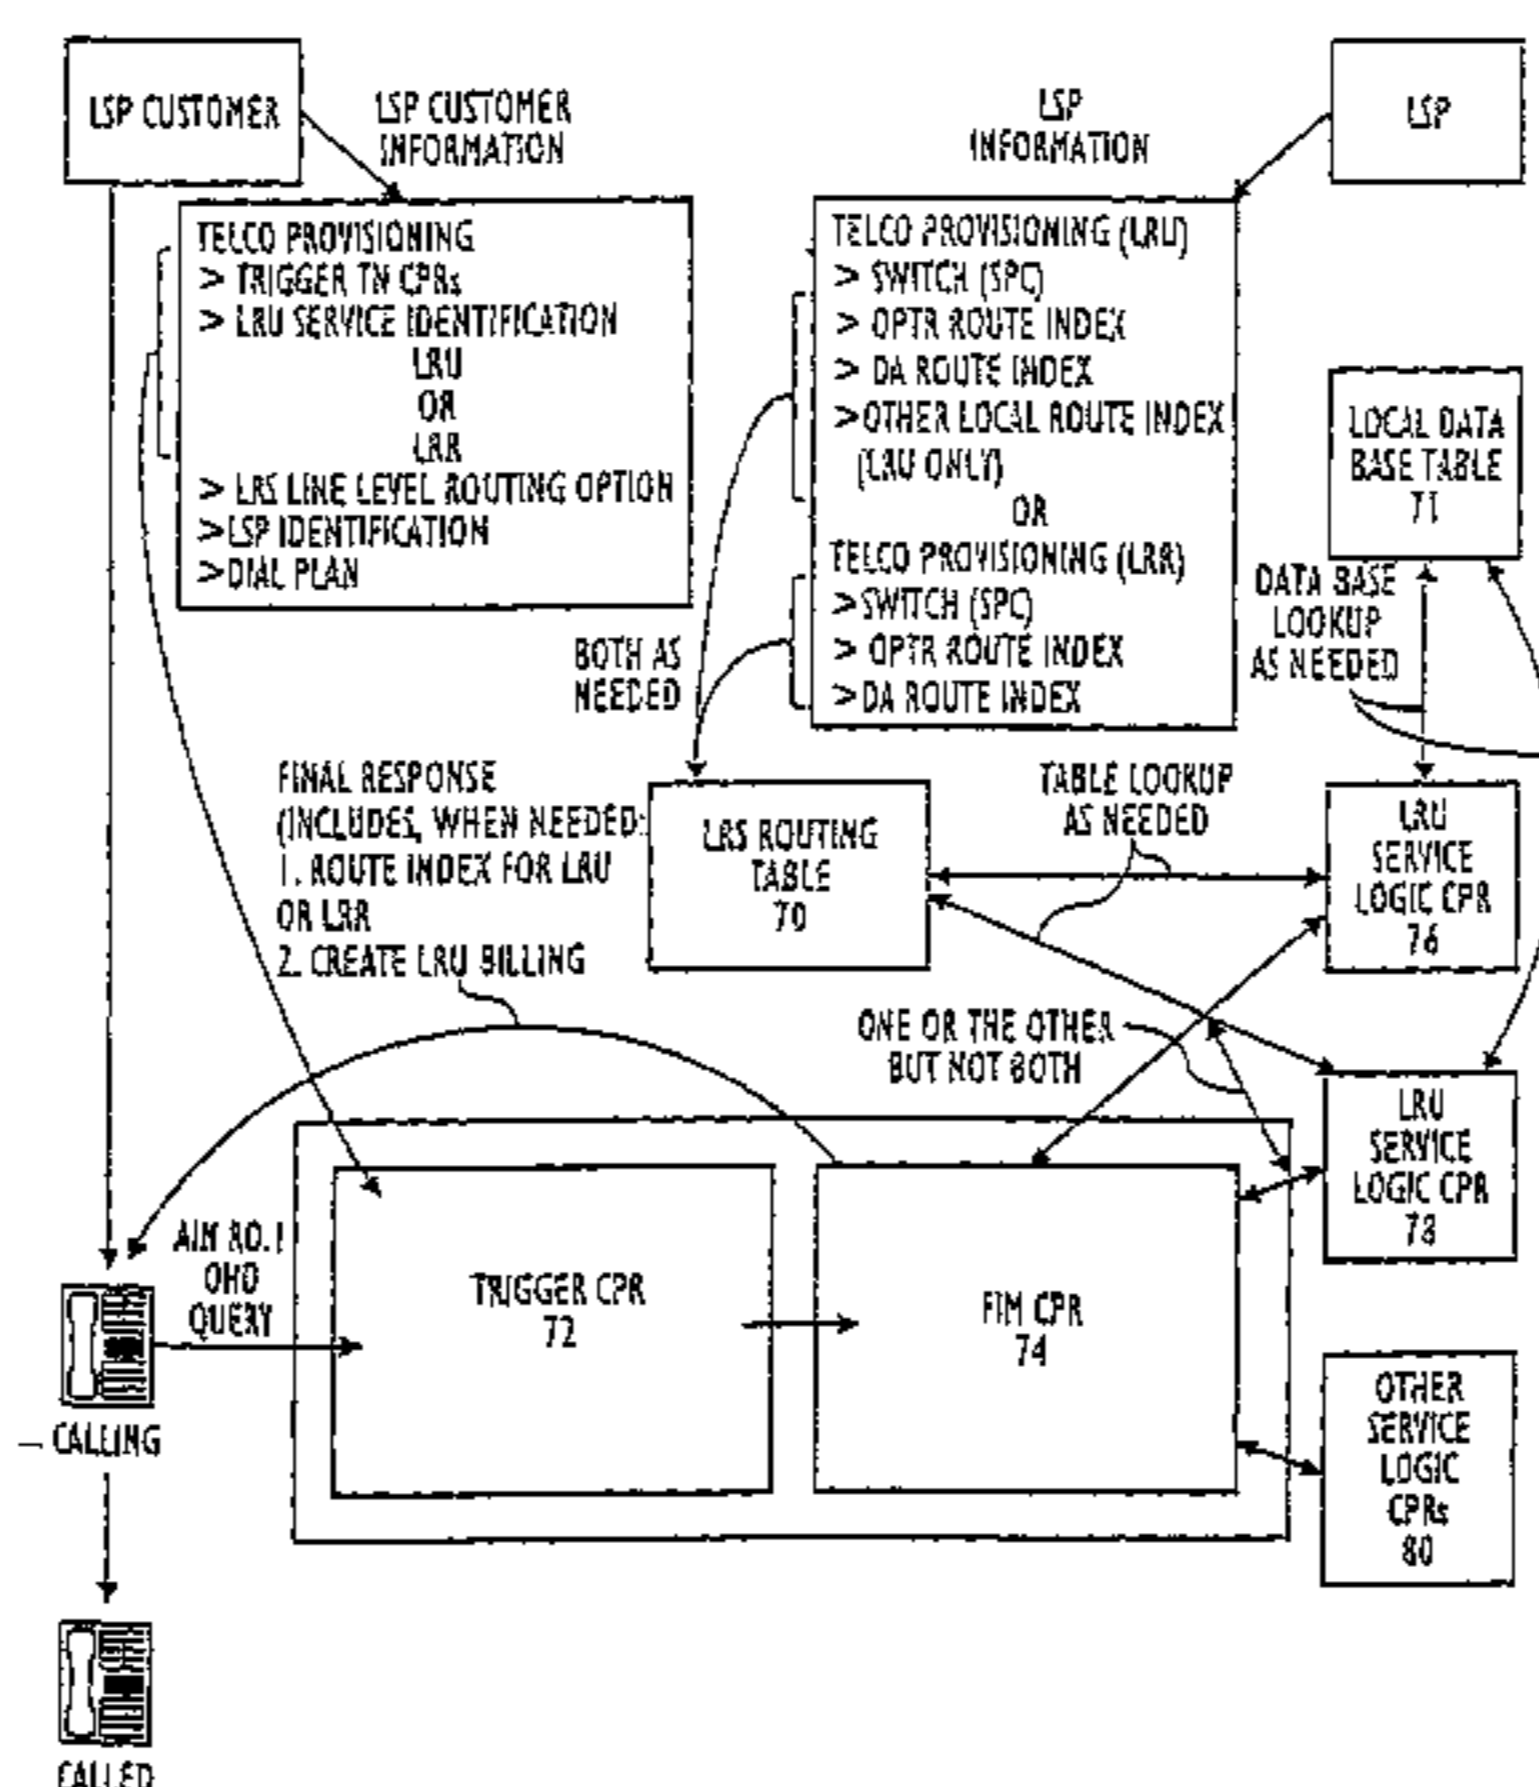 LSP CUSTOMER
LSP CUSTOMER
INFORMATION
LSP
INFORMATION
LSP
TELCO PROVISIONING
> TRIGGER TN CPRs
> LRU SERVICE IDENTIFICATION
LRU
OR
LRR
> LRS LINE LEVEL ROUTING OPTION
>LSP IDENTIFICATION
>DIAL PLAN
TELCO PROVISIONING (LRU)
> SWITCH (SPC)
> OPTR ROUTE INDEX
> DA ROUTE INDEX
>OTHER LOCAL ROUTE INDEX
(LRU ONLY)
OR
TELCO PROVISIONING (LRR)
>SWITCH (SPC)
> OPTR ROUTE INDEX
>DA ROUTE INDEX
LOCAL DATA
BASE TABLE
71
DATA BASE
LOOKUP
AS NEEDED
BOTH AS
NEEDED
FINAL RESPONSE
(INCLUDES, WHEN NEEDED:
1. ROUTE INDEX FOR LRU
OR LRR
2. CREATE LRU BILLING
LRS ROUTING
TABLE
70
TABLE LOOKUP
AS NEEDED
LRU
SERVICE
LOGIC CPR
76
ONE OR THE OTHER
BUT NOT BOTH
LRU
SERVICE
LOGIC CPR
78
AIN R0.1
OHD
QUERY
TRIGGER CPR
72
FIM CPR
74
OTHER
SERVICE
LOGIC
CPRs
80
CALLING
CALLED